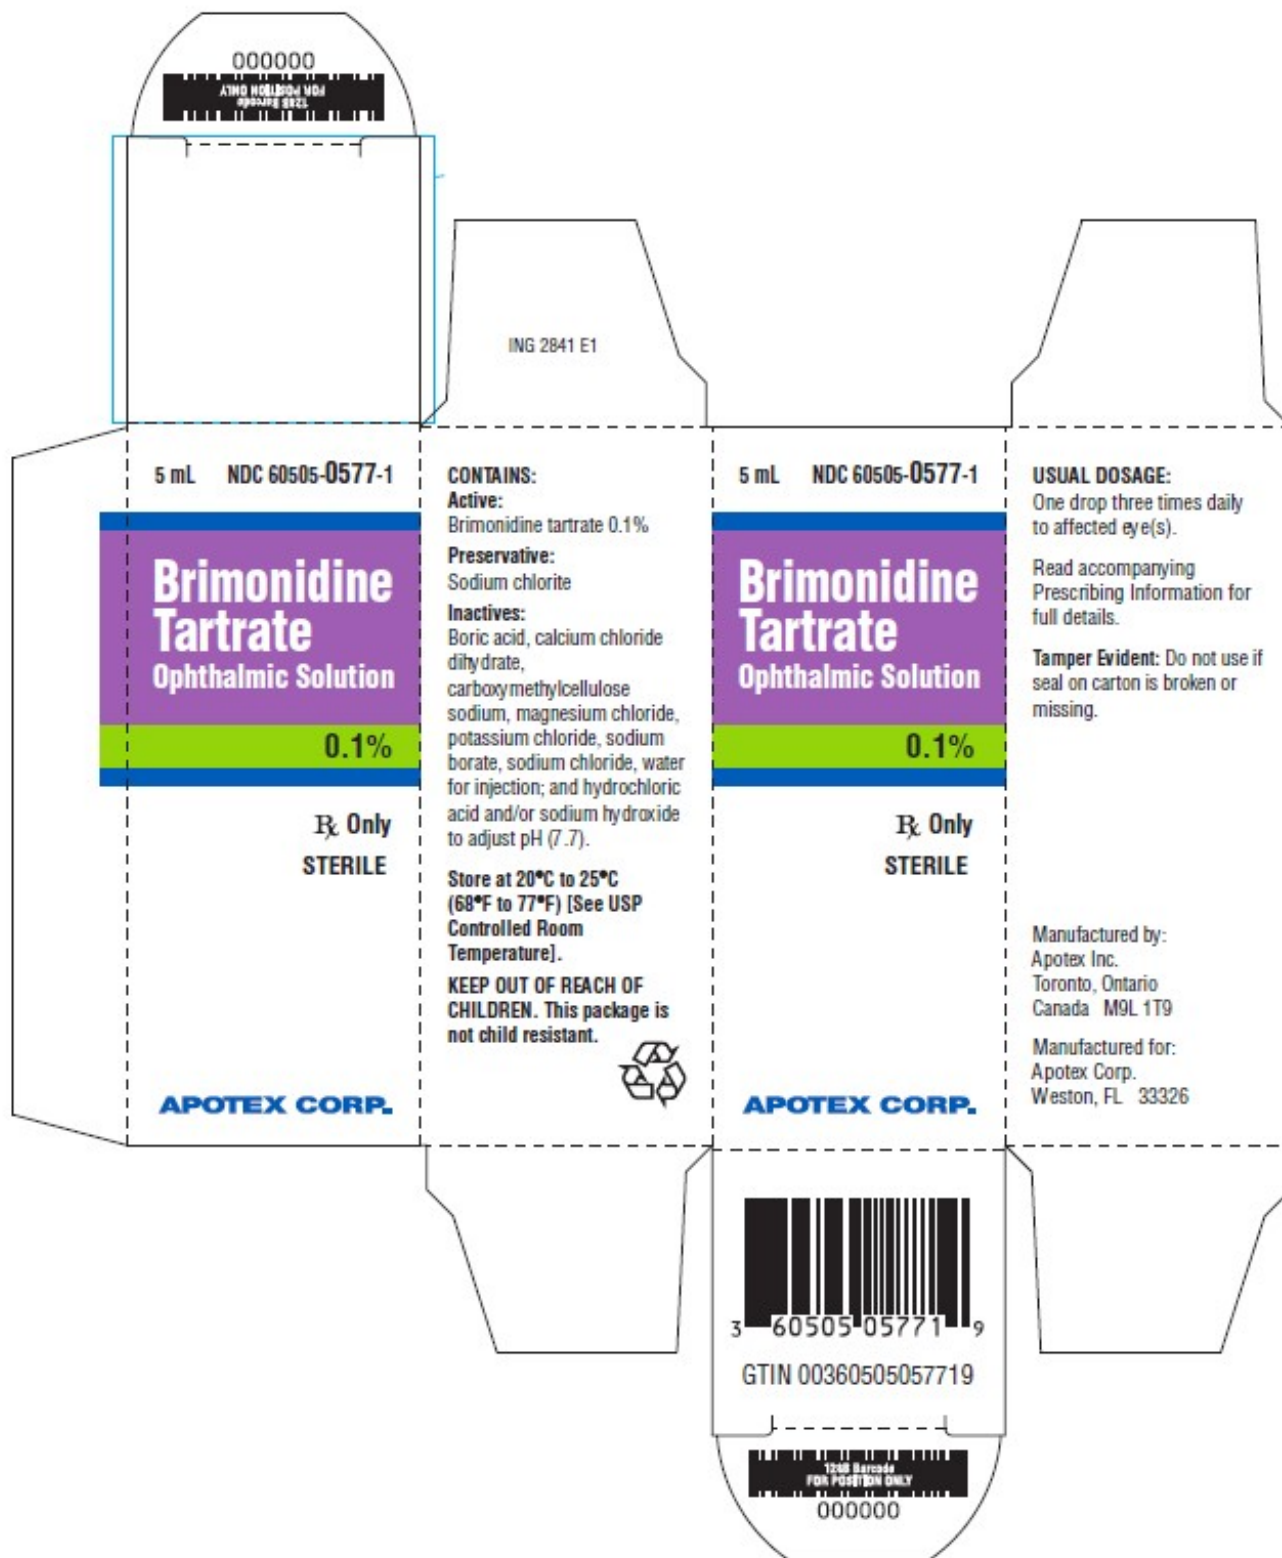 000000
128B Barcode
FOR POSITION ONLY
ING 2841 E1
5 mL NDC 60505-0577-1
Brimonidine
Tartrate
Ophthalmic Solution
0.1%
℞ Only
STERILE
APOTEX CORP.
CONTAINS:
Active:
Brimonidine tartrate 0.1%
Preservative:
Sodium chlorite
Inactives:
Boric acid, calcium chloride
dihydrate,
carboxymethylcellulose
sodium, magnesium chloride,
potassium chloride, sodium
borate, sodium chloride, water
for injection; and hydrochloric
acid and/or sodium hydroxide
to adjust pH (7.7).
Store at 20°C to 25°C
(68°F to 77°F) [See USP
Controlled Room
Temperature].
KEEP OUT OF REACH OF
CHILDREN. This package is
not child resistant.
5 mL NDC 60505-0577-1
Brimonidine
Tartrate
Ophthalmic Solution
0.1%
℞ Only
STERILE
APOTEX CORP.
USUAL DOSAGE:
One drop three times daily
to affected eye(s).
Read accompanying
Prescribing Information for
full details.
Tamper Evident: Do not use if
seal on carton is broken or
missing.
Manufactured by:
Apotex Inc.
Toronto, Ontario
Canada M9L 1T9
Manufactured for:
Apotex Corp.
Weston, FL 33326
3 60505 05771 9
GTIN 00360505057719
128B Barcode
FOR POSITION ONLY
000000